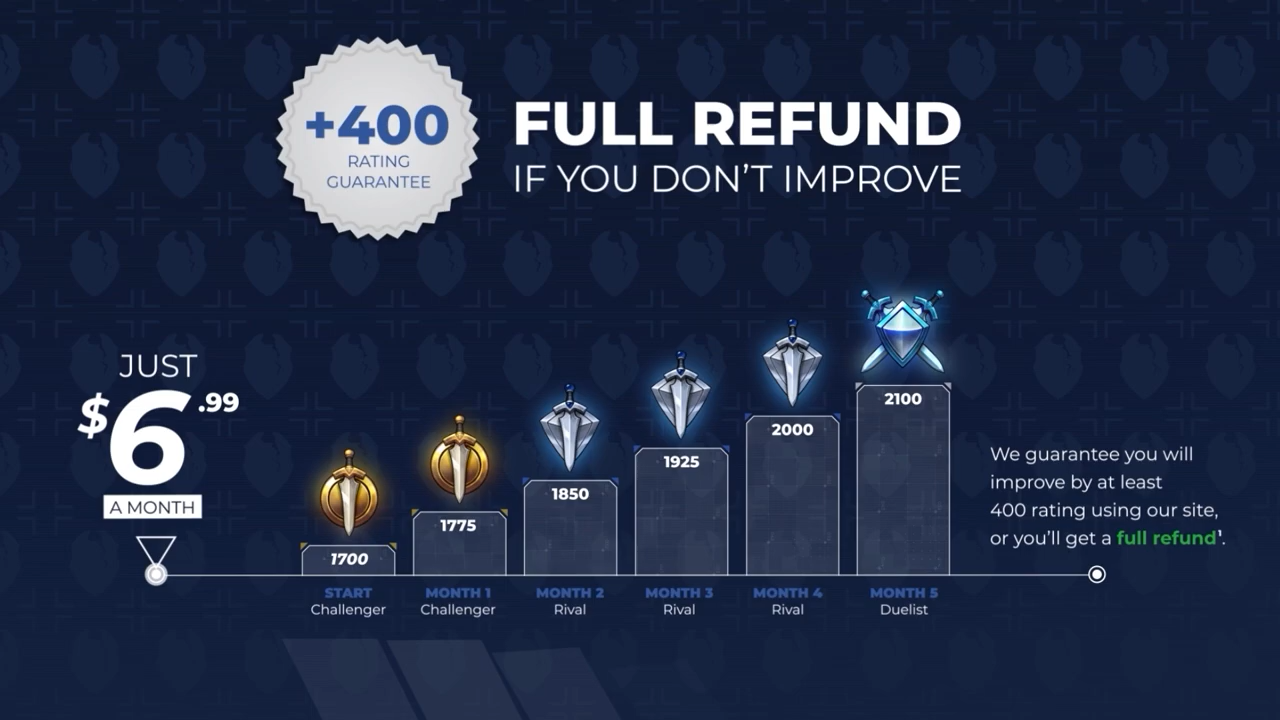 +400
RATING
GUARANTEE
FULL REFUND
IF YOU DON'T IMPROVE
JUST
$6.99
A MONTH
1700
1775
1850
1925
2000
2100
START
Challenger
MONTH 1
Challenger
MONTH 2
Rival
MONTH 3
Rival
MONTH 4
Rival
MONTH 5
Duelist
We guarantee you will
improve by at least
400 rating using our site,
or you'll get a full refund¹.